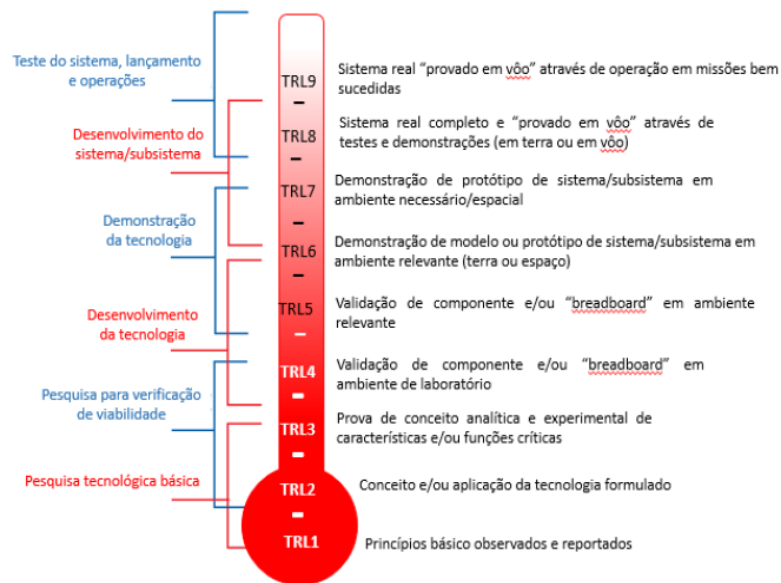 Teste do sistema, lançamento
e operações
TRL9
Sistema real “provado em vôo” através de operação em missões bem
sucedidas
Desenvolvimento do
sistema/subsistema
TRL8
Sistema real completo e “provado em vôo” através de
testes e demonstrações (em terra ou em vôo)
TRL7
Demonstração de protótipo de sistema/subsistema em
ambiente necessário/espacial
Demonstração
da tecnologia
TRL6
Demonstração de modelo ou protótipo de sistema/subsistema em
ambiente relevante (terra ou espaço)
Desenvolvimento
da tecnologia
TRL5
Validação de componente e/ou “breadboard” em ambiente
relevante
TRL4
Validação de componente e/ou “breadboard” em
ambiente de laboratório
Pesquisa para verificação
de viabilidade
TRL3
Prova de conceito analítica e experimental de
características e/ou funções críticas
Pesquisa tecnológica básica
TRL2
Conceito e/ou aplicação da tecnologia formulado
TRL1
Princípios básico observados e reportados